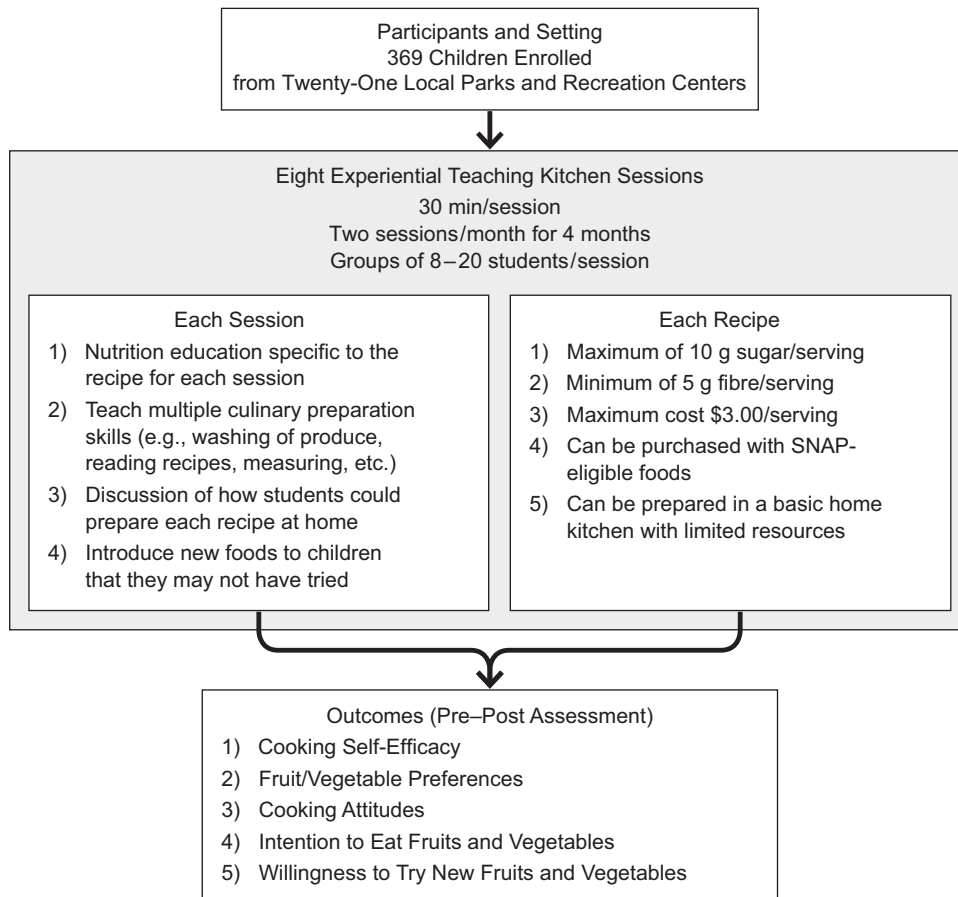 Participants and Setting
369 Children Enrolled
from Twenty-One Local Parks and Recreation Centers
Eight Experiential Teaching Kitchen Sessions
30 min/session
Two sessions/month for 4 months
Groups of 8–20 students/session
Each Session
1) Nutrition education specific to the
recipe for each session
2) Teach multiple culinary preparation
skills (e.g., washing of produce,
reading recipes, measuring, etc.)
3) Discussion of how students could
prepare each recipe at home
4) Introduce new foods to children
that they may not have tried
Each Recipe
1) Maximum of 10 g sugar/serving
2) Minimum of 5 g fibre/serving
3) Maximum cost $3.00/serving
4) Can be purchased with SNAP-
eligible foods
5) Can be prepared in a basic home
kitchen with limited resources
Outcomes (Pre–Post Assessment)
1) Cooking Self-Efficacy
2) Fruit/Vegetable Preferences
3) Cooking Attitudes
4) Intention to Eat Fruits and Vegetables
5) Willingness to Try New Fruits and Vegetables